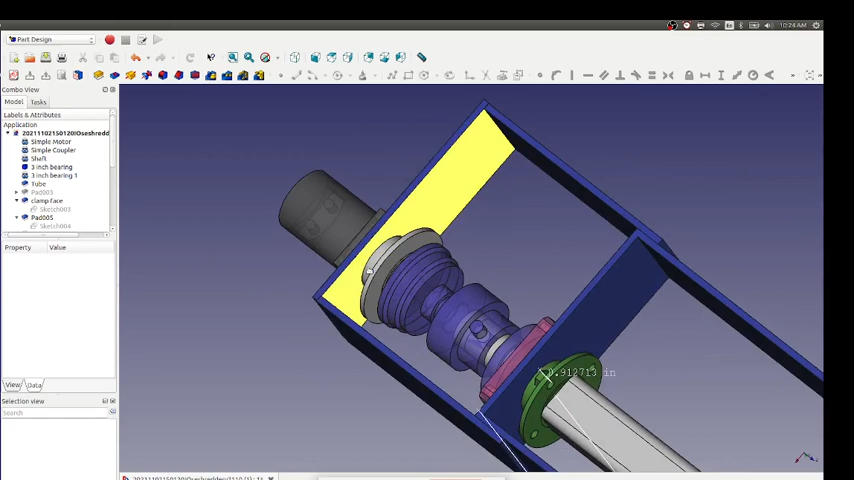 10:24 AM
Part Design
Combo View
Model Tasks
Labels & Attributes
Application
20211102150120IOseshredd
Simple Motor
Simple Coupler
Shaft
3 inch bearing
3 inch bearing 1
Tube
Pad003
clamp face
Sketch003
Pad005
Sketch004
Property Value
0.912713 in
View Data
Selection view
Search